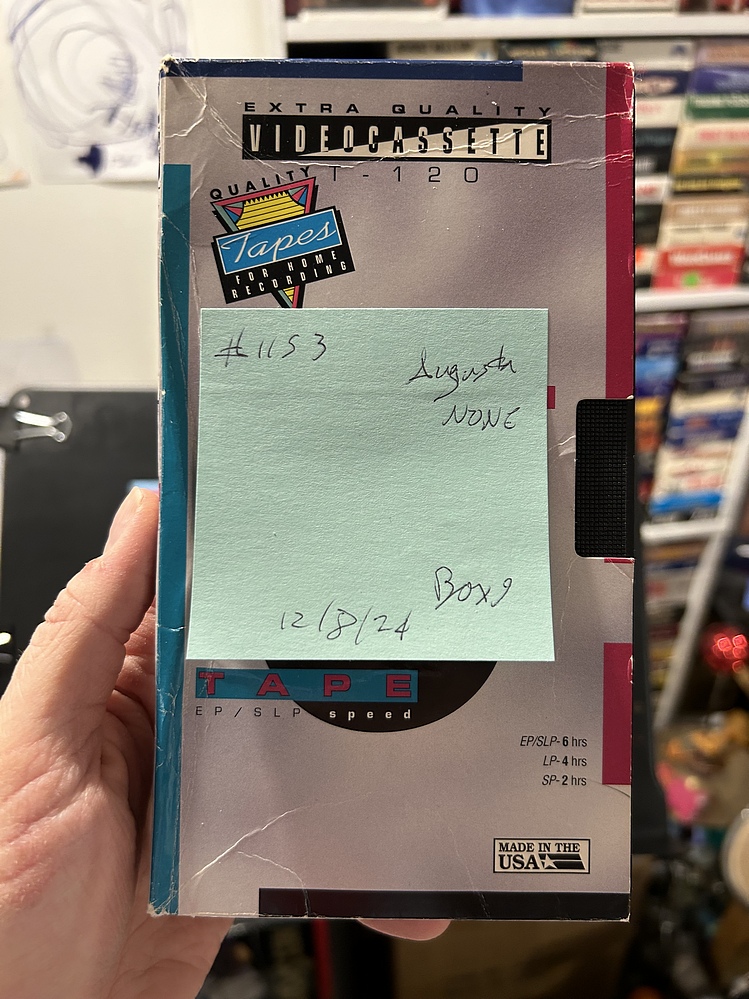 EXTRA QUALITY
VIDEOCASSETTE
T-120
QUALITY
Tapes
FOR HOME
RECORDING
#1153
Augusta
NONE
Box 9
12/8/24
TAPE
EP/SLP speed
EP/SLP-6 hrs
LP-4 hrs
SP-2 hrs
MADE IN THE
USA